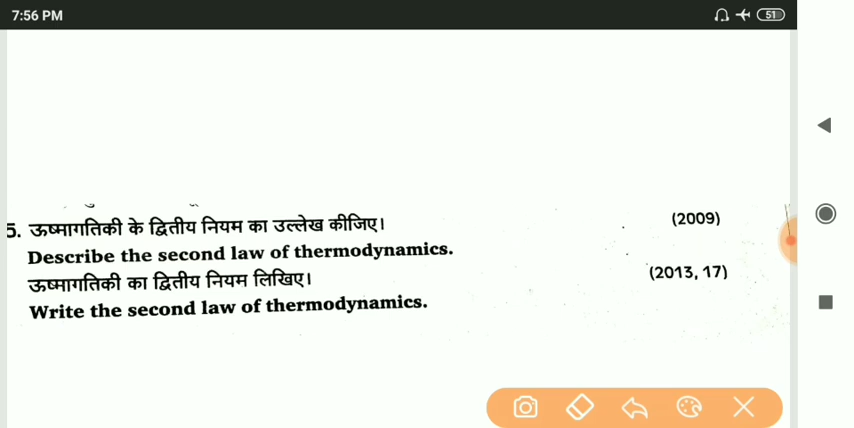 7:56 PM
51
5. ऊष्मागतिकी के द्वितीय नियम का उल्लेख कीजिए। (2009)
Describe the second law of thermodynamics.
ऊष्मागतिकी का द्वितीय नियम लिखिए। (2013, 17)
Write the second law of thermodynamics.